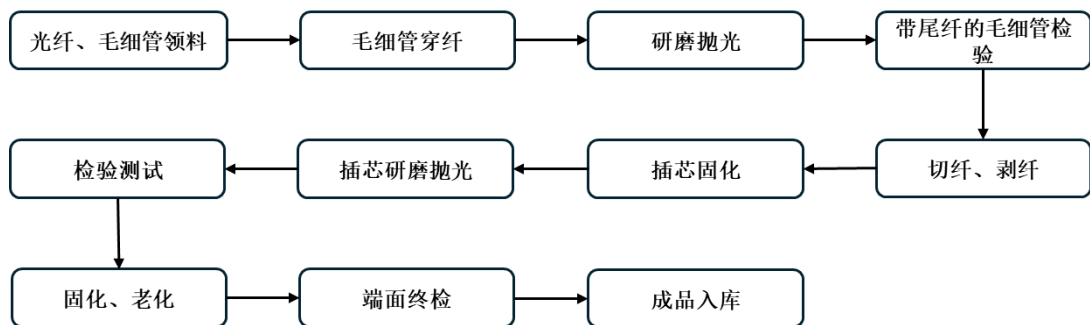 光纤、毛细管领料
毛细管穿纤
研磨抛光
带尾纤的毛细管检
验
切纤、剥纤
插芯固化
插芯研磨抛光
检验测试
固化、老化
端面终检
成品入库